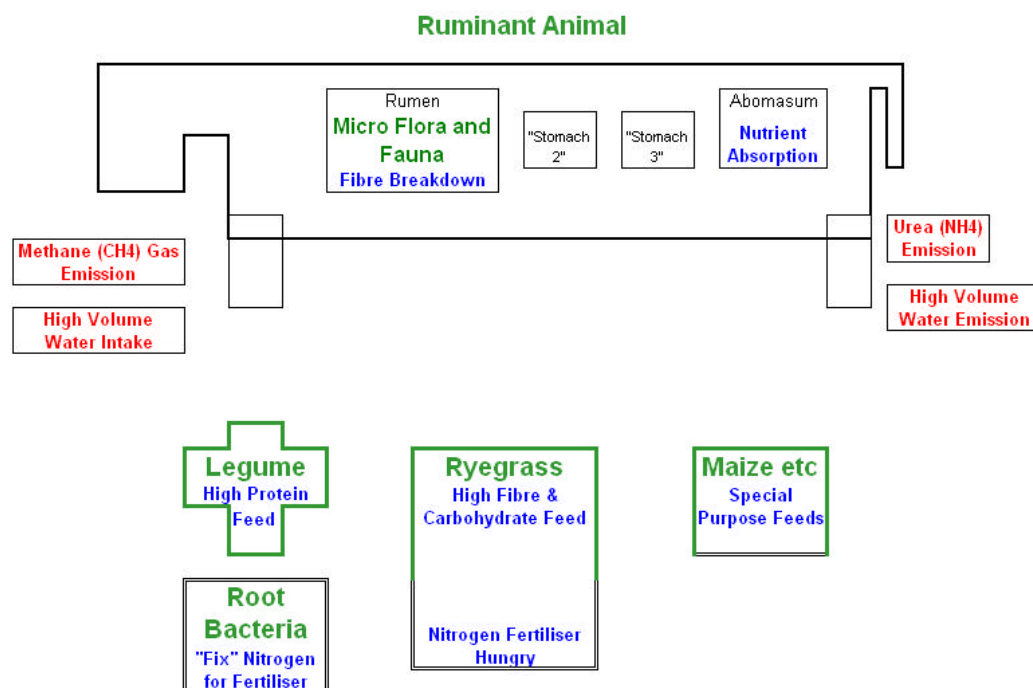 Ruminant Animal
Rumen
Micro Flora and
Fauna
Fibre Breakdown
"Stomach
2"
"Stomach
3"
Abomasum
Nutrient
Absorption
Methane (CH4) Gas
Emission
High Volume
Water Intake
Urea (NH4)
Emission
High Volume
Water Emission
Legume
High Protein
Feed
Root
Bacteria
"Fix" Nitrogen
for Fertiliser
Ryegrass
High Fibre &
Carbohydrate Feed
Nitrogen Fertiliser
Hungry
Maize etc
Special
Purpose Feeds